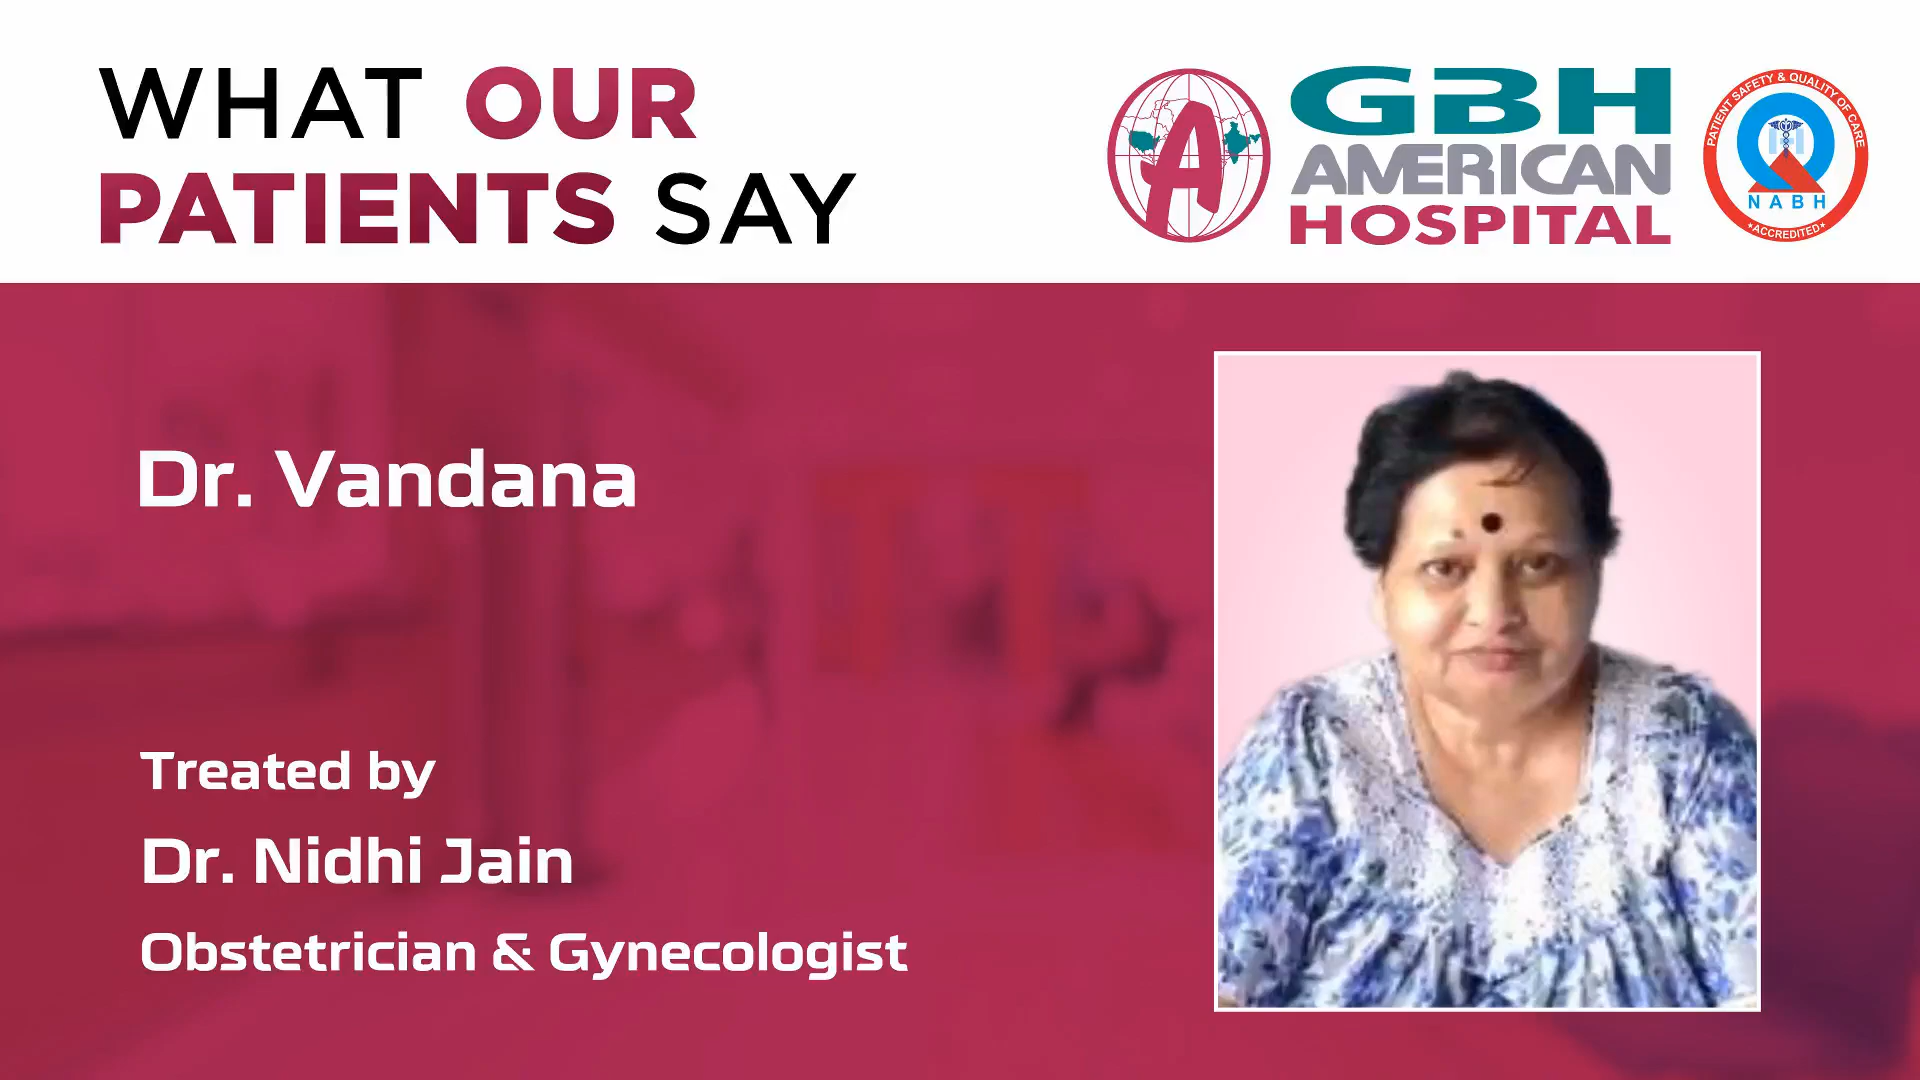 WHAT OUR
PATIENTS SAY
GBH
AMERICAN
HOSPITAL
PATIENT SAFETY & QUALITY OF CARE
NABH
*ACCREDITED*
Dr. Vandana
Treated by
Dr. Nidhi Jain
Obstetrician & Gynecologist